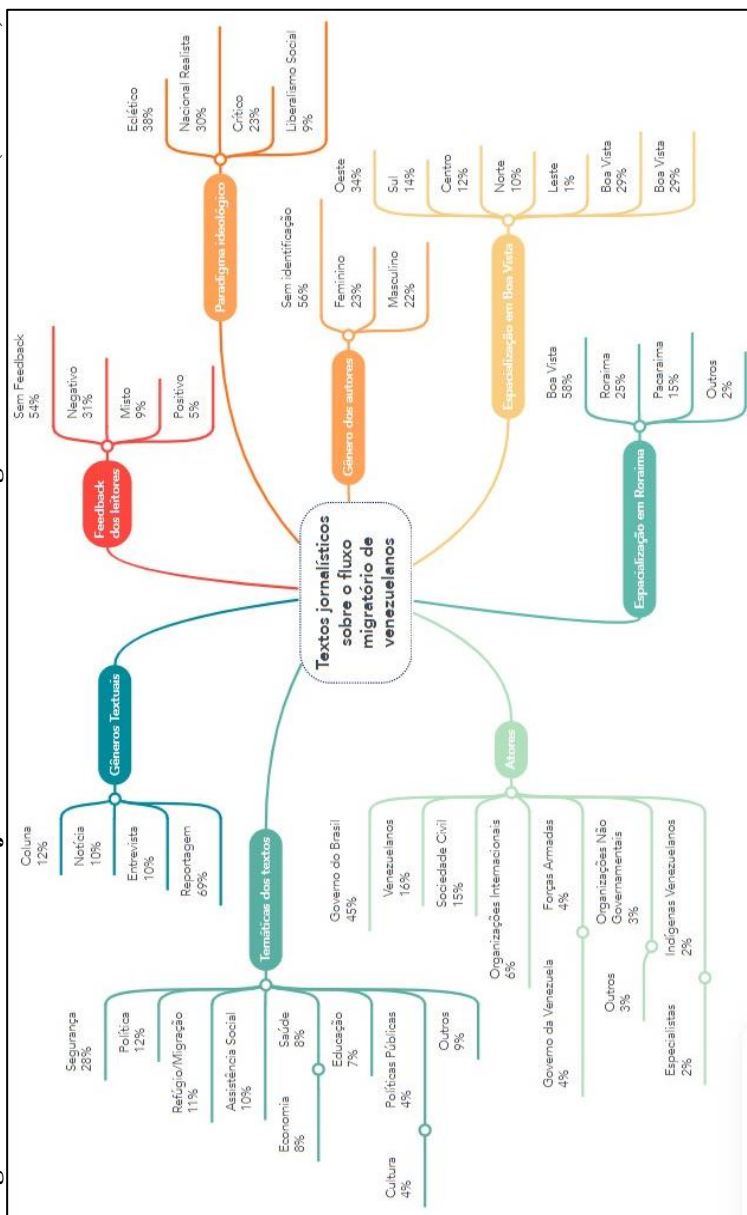 Textos jornalísticos
sobre o fluxo
migratório de
venezuelanos
Gêneros Textuais
Coluna
12%
Notícia
10%
Entrevista
10%
Reportagem
69%
Temáticas dos textos
Segurança
28%
Política
12%
Refúgio/Migração
11%
Assistência Social
10%
Saúde
8%
Economia
8%
Educação
7%
Políticas Públicas
4%
Cultura
4%
Outros
9%
Atores
Governo do Brasil
45%
Venezuelanos
16%
Sociedade Civil
15%
Organizações Internacionais
6%
Forças Armadas
4%
Governo da Venezuela
4%
Organizações Não
Governamentais
3%
Outros
3%
Indígenas Venezuelanos
2%
Especialistas
2%
Feedback
dos leitores
Sem Feedback
54%
Negativo
31%
Misto
9%
Positivo
5%
Paradigma ideológico
Eclético
38%
Nacional Realista
30%
Crítico
23%
Liberalismo Social
9%
Gênero dos autores
Sem identificação
56%
Feminino
23%
Masculino
22%
Espacialização em Boa Vista
Oeste
34%
Sul
14%
Centro
12%
Norte
10%
Leste
1%
Boa Vista
29%
Boa Vista
29%
Espacialização em Roraima
Boa Vista
58%
Roraima
25%
Pacaraima
15%
Outros
2%